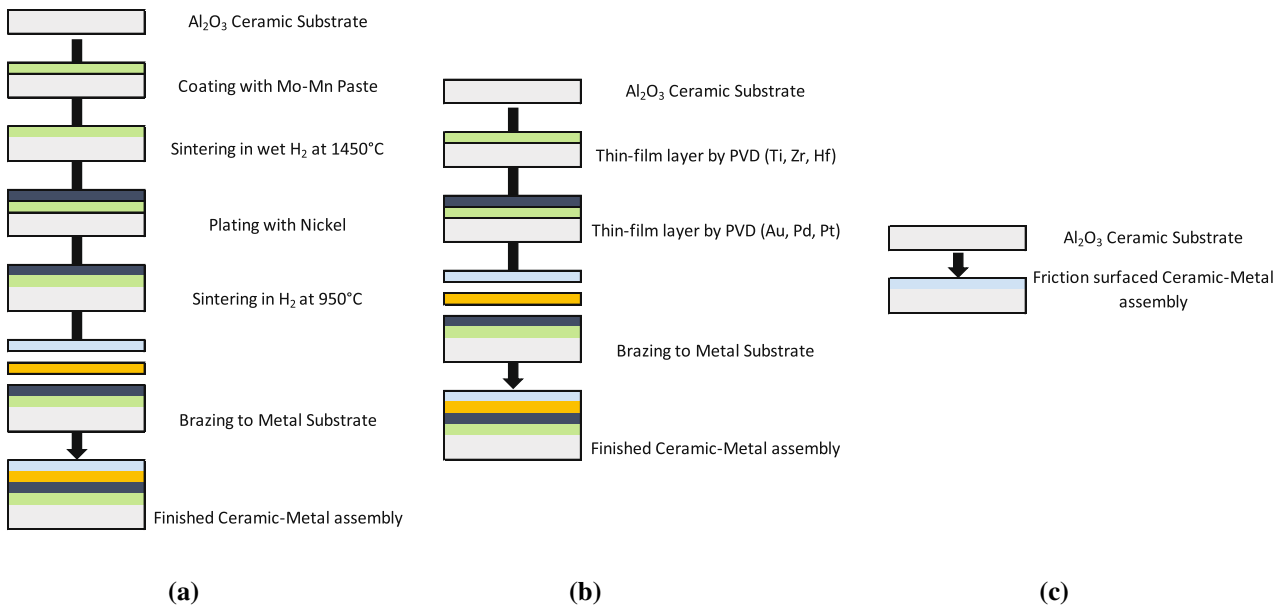 Al₂O₃ Ceramic Substrate
Coating with Mo-Mn Paste
Sintering in wet H₂ at 1450°C
Plating with Nickel
Sintering in H₂ at 950°C
Brazing to Metal Substrate
Finished Ceramic-Metal assembly
(a)
Al₂O₃ Ceramic Substrate
Thin-film layer by PVD (Ti, Zr, Hf)
Thin-film layer by PVD (Au, Pd, Pt)
Brazing to Metal Substrate
Finished Ceramic-Metal assembly
(b)
Al₂O₃ Ceramic Substrate
Friction surfaced Ceramic-Metal
assembly
(c)